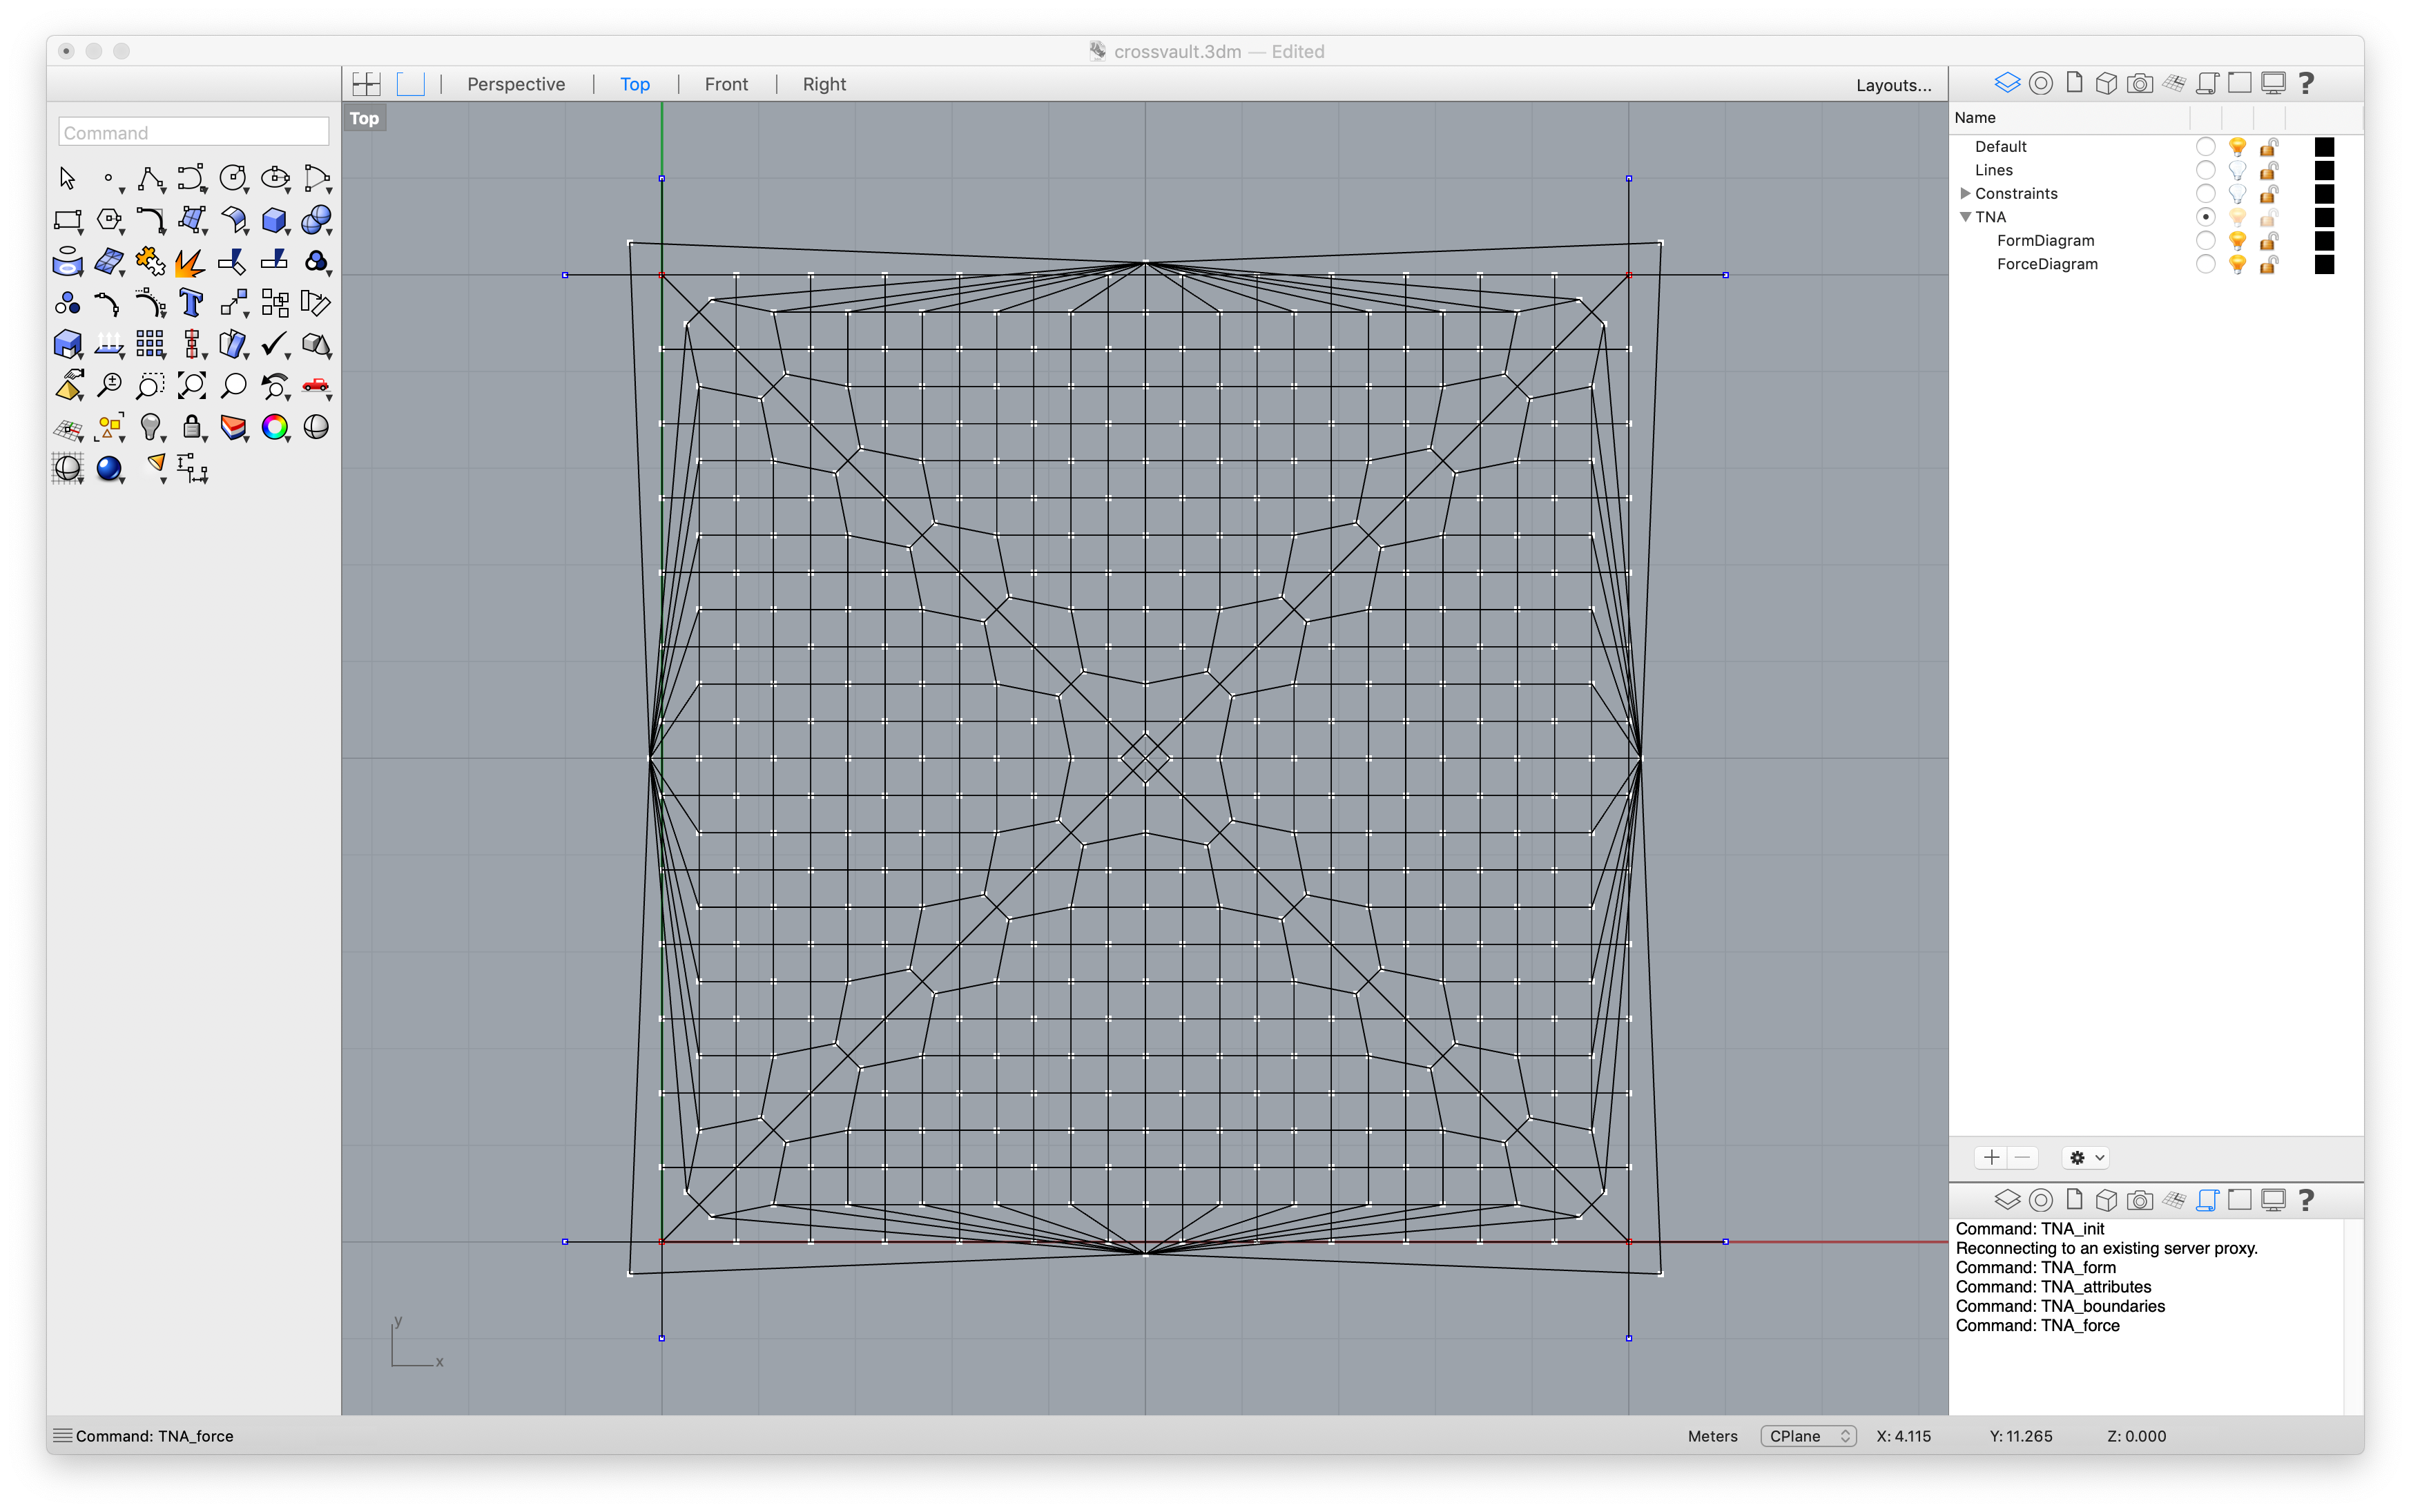 crossvault.3dm — Edited
Perspective Top Front Right Layouts...
Top
Command
Name
Default
Lines
Constraints
TNA
FormDiagram
ForceDiagram
y
x
Command: TNA_init
Reconnecting to an existing server proxy.
Command: TNA_form
Command: TNA_attributes
Command: TNA_boundaries
Command: TNA_force
Command: TNA_force Meters CPlane X: 4.115 Y: 11.265 Z: 0.000